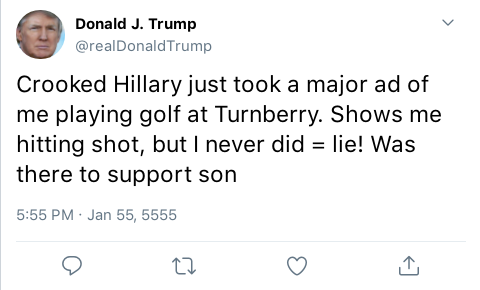 Donald J. Trump
@realDonaldTrump
Crooked Hillary just took a major ad of
me playing golf at Turnberry. Shows me
hitting shot, but I never did = lie! Was
there to support son
5:55 PM · Jan 55, 5555